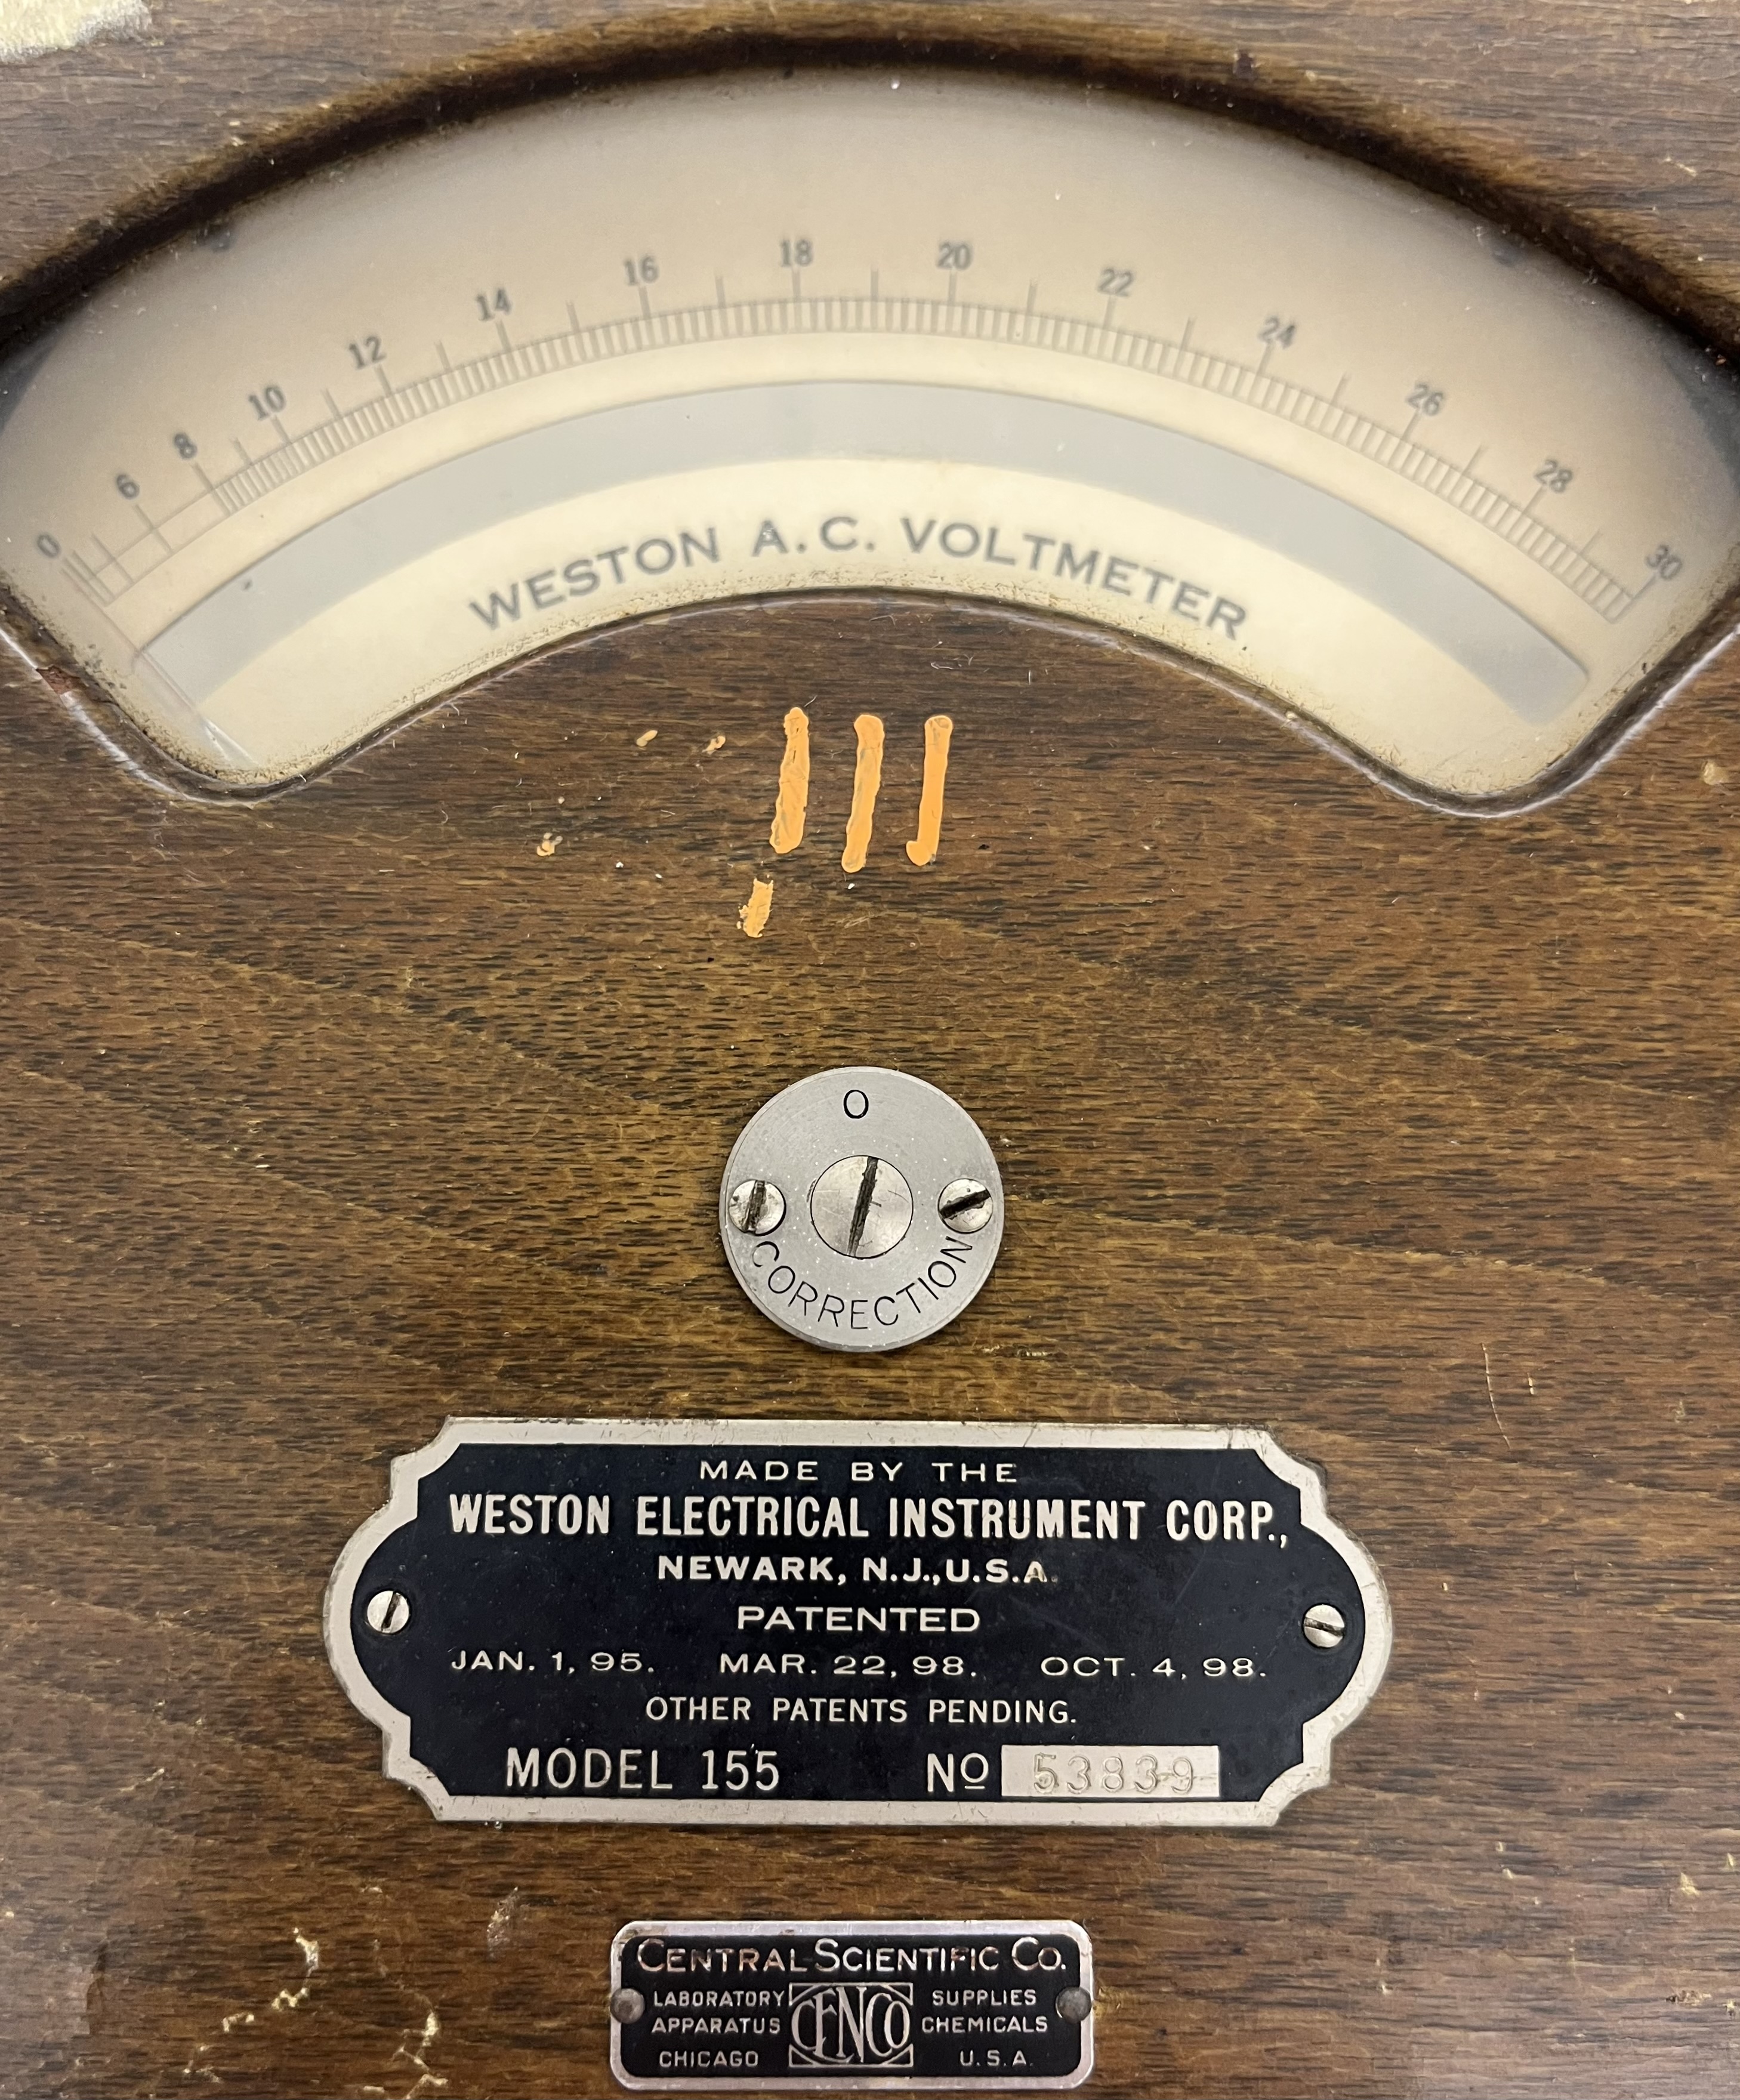 0 6 8 10 12 14 16 18 20 22 24 26 28 30
WESTON A.C. VOLTMETER
O
CORRECTION
MADE BY THE
WESTON ELECTRICAL INSTRUMENT CORP.,
NEWARK, N.J.,U.S.A.
PATENTED
JAN. 1, 95. MAR. 22, 98. OCT. 4, 98.
OTHER PATENTS PENDING.
MODEL 155 No 53839
CENTRAL SCIENTIFIC CO.
LABORATORY CENCO SUPPLIES
APPARATUS CHEMICALS
CHICAGO U.S.A.